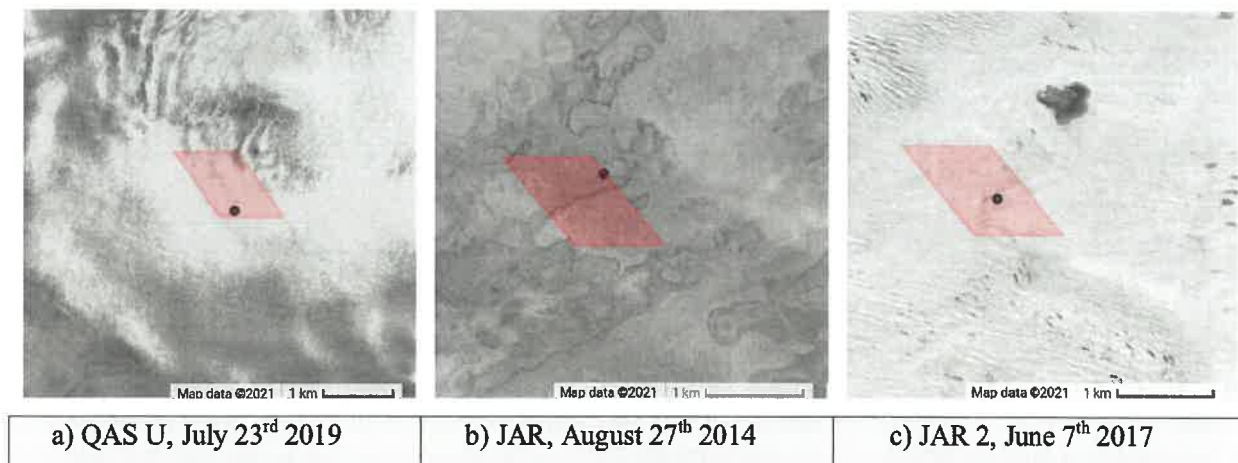 Map data ©2021 1 km
Map data ©2021 1 km
Map data ©2021 1 km
a) QAS U, July 23rd 2019
b) JAR, August 27th 2014
c) JAR 2, June 7th 2017